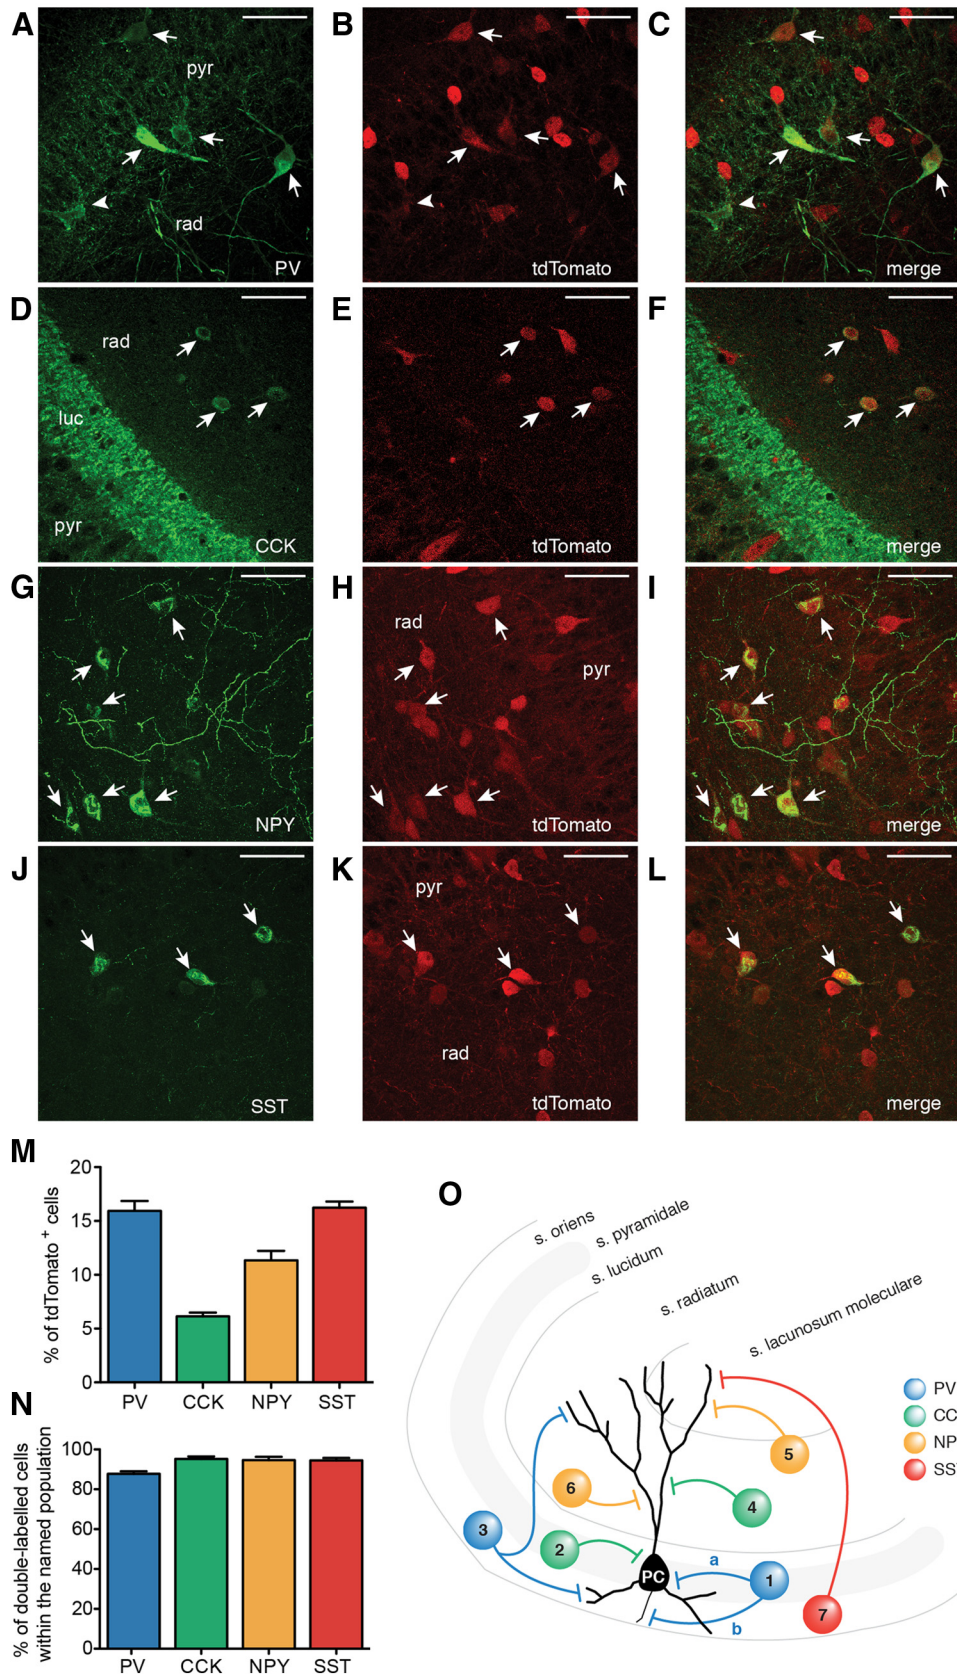 A
pyr
rad
PV
B
tdTomato
C
merge
D
rad
luc
pyr
CCK
E
tdTomato
F
merge
G
NPY
H
rad
pyr
tdTomato
I
merge
J
SST
K
pyr
rad
tdTomato
L
merge
M
% of tdTomato + cells
20
15
10
5
0
PV CCK NPY SST
N
% of double-labelled cells
within the named population
100
80
60
40
20
0
PV CCK NPY SST
O
s. oriens
s. pyramidale
s. lucidum
s. radiatum
s. lacunosum moleculare
PV
CC
NP
SS
5
6
4
3
2
PC
a
1
b
7